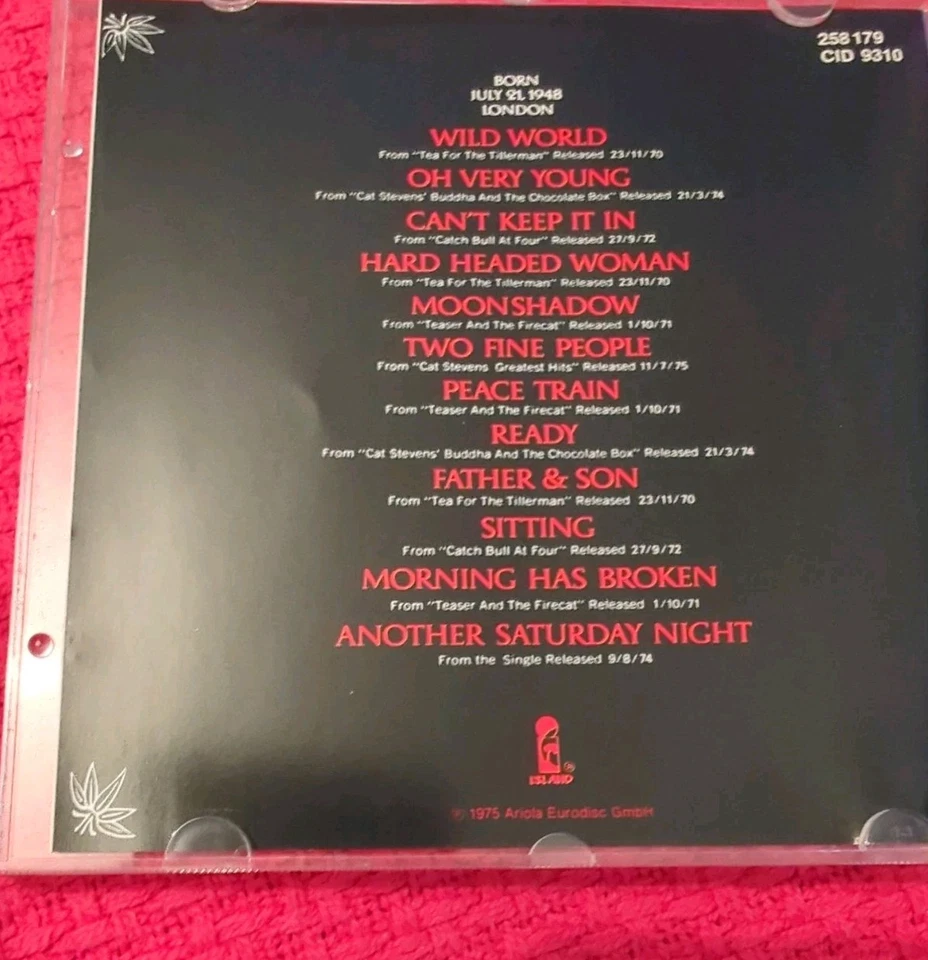 258 179
CID 9310
BORN
JULY 21, 1948
LONDON
WILD WORLD
From "Tea For The Tillerman" Released 23/11/70
OH VERY YOUNG
From "Cat Stevens' Buddha And The Chocolate Box" Released 21/3/74
CAN'T KEEP IT IN
From "Catch Bull At Four" Released 27/9/72
HARD HEADED WOMAN
From "Tea For The Tillerman" Released 23/11/70
MOONSHADOW
From "Teaser And The Firecat" Released 1/10/71
TWO FINE PEOPLE
From "Cat Stevens Greatest Hits" Released 11/7/75
PEACE TRAIN
From "Teaser And The Firecat" Released 1/10/71
READY
From "Cat Stevens' Buddha And The Chocolate Box" Released 21/3/74
FATHER & SON
From "Tea For The Tillerman" Released 23/11/70
SITTING
From "Catch Bull At Four" Released 27/9/72
MORNING HAS BROKEN
From "Teaser And The Firecat" Released 1/10/71
ANOTHER SATURDAY NIGHT
From the Single Released 9/8/74
ISLAND ®
℗ 1975 Ariola Eurodisc GmbH